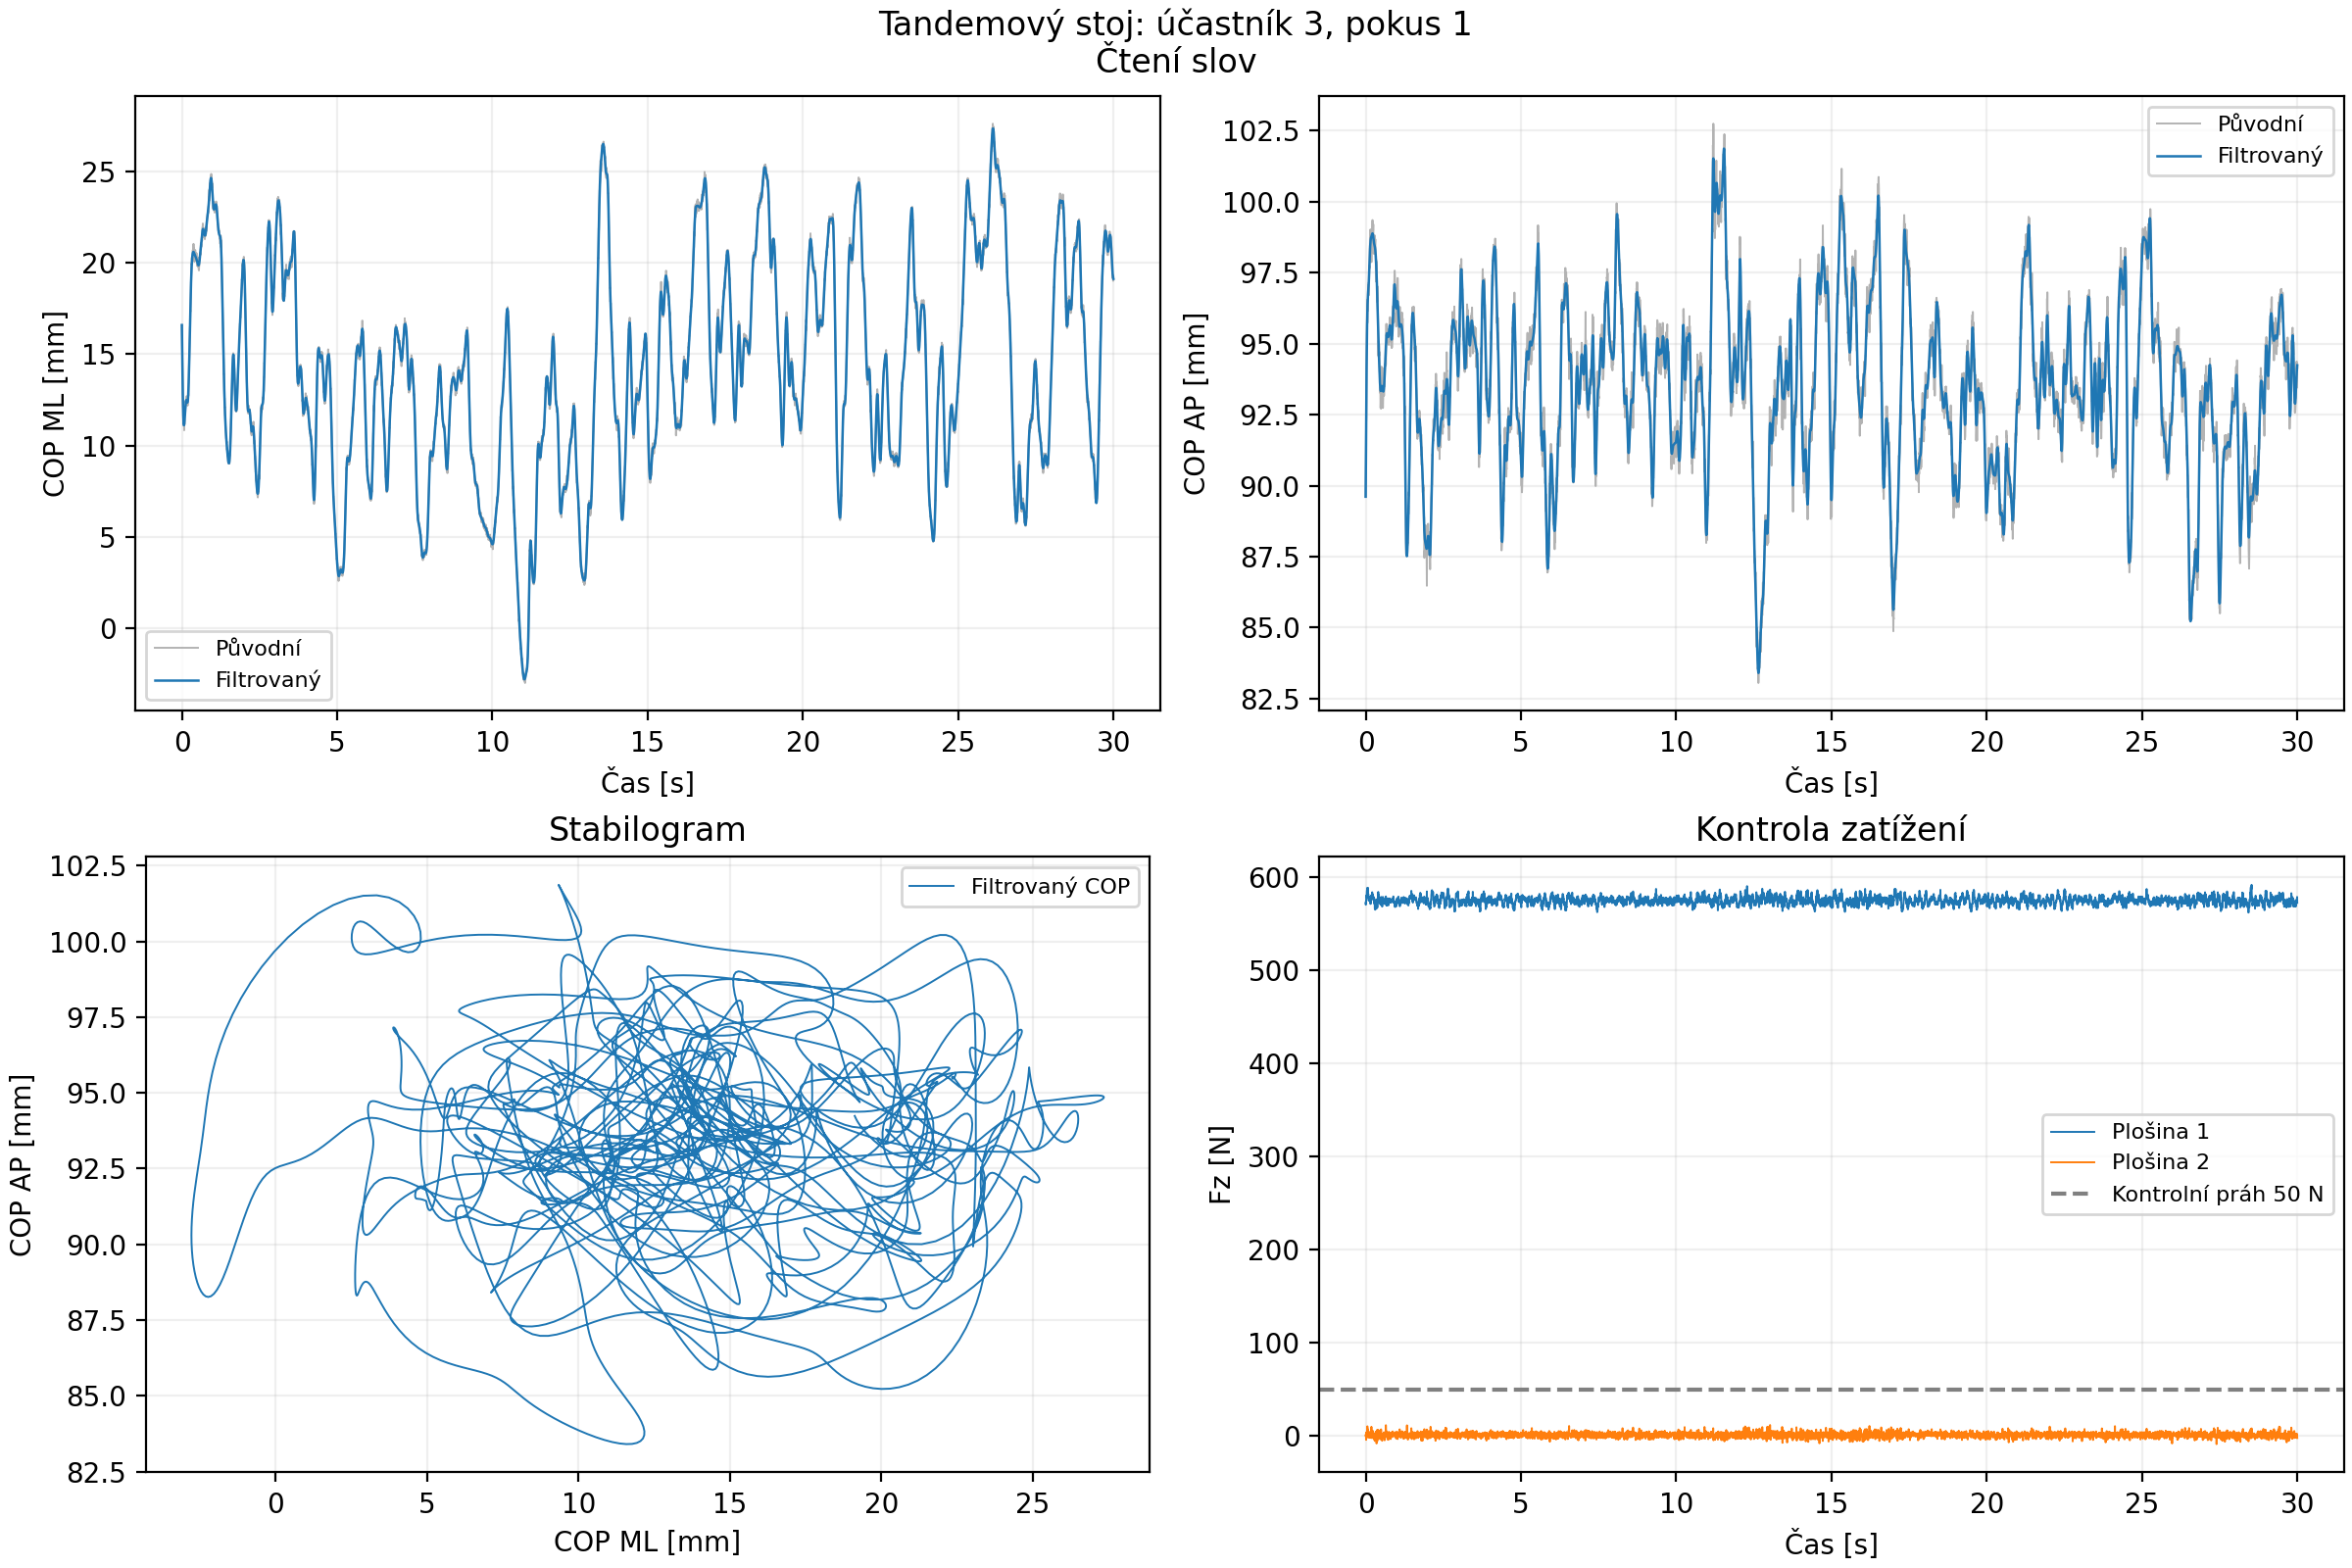 Tandemový stoj: účastník 3, pokus 1
Čtení slov
COP ML [mm]
25
20
15
10
5
0
Původní
Filtrovaný
0 5 10 15 20 25 30
Čas [s]
COP AP [mm]
102.5
100.0
97.5
95.0
92.5
90.0
87.5
85.0
82.5
Původní
Filtrovaný
0 5 10 15 20 25 30
Čas [s]
Stabilogram
COP AP [mm]
102.5
100.0
97.5
95.0
92.5
90.0
87.5
85.0
82.5
Filtrovaný COP
0 5 10 15 20 25
COP ML [mm]
Kontrola zatížení
Fz [N]
600
500
400
300
200
100
0
Plošina 1
Plošina 2
Kontrolní práh 50 N
0 5 10 15 20 25 30
Čas [s]